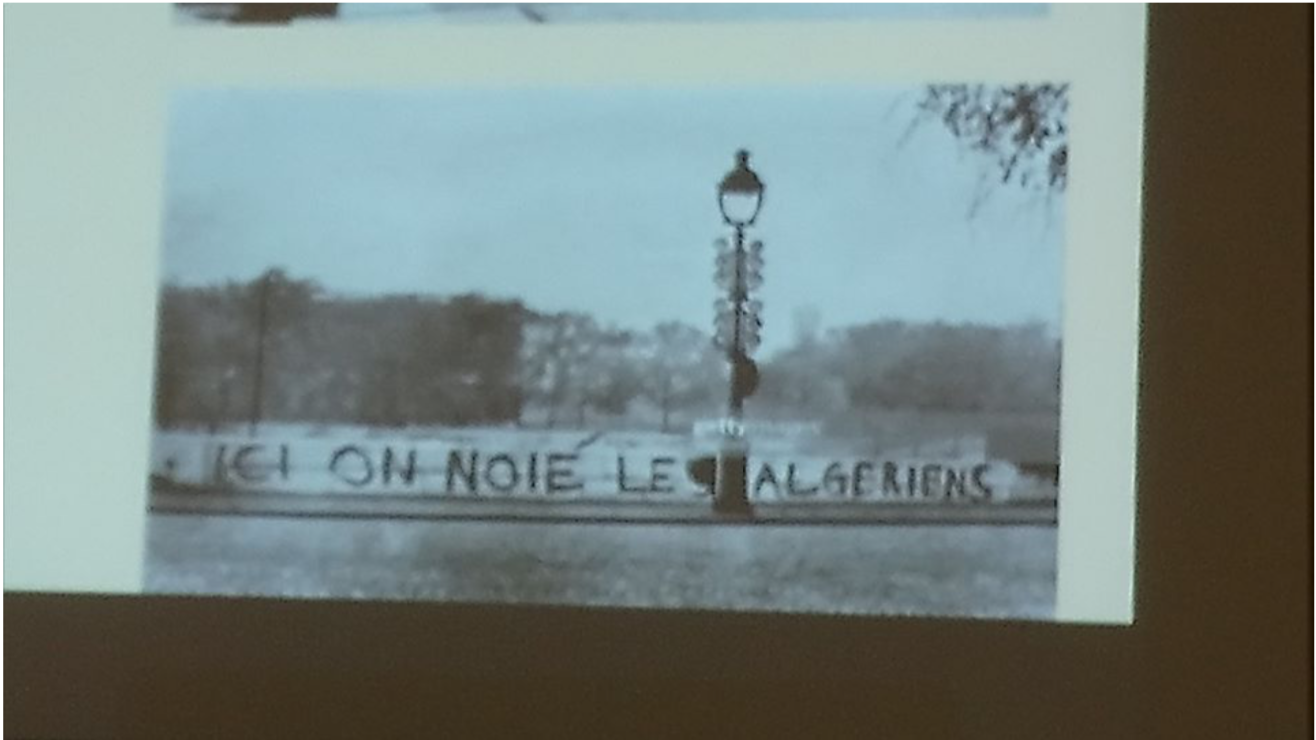 ICI ON NOIE LES ALGERIENS